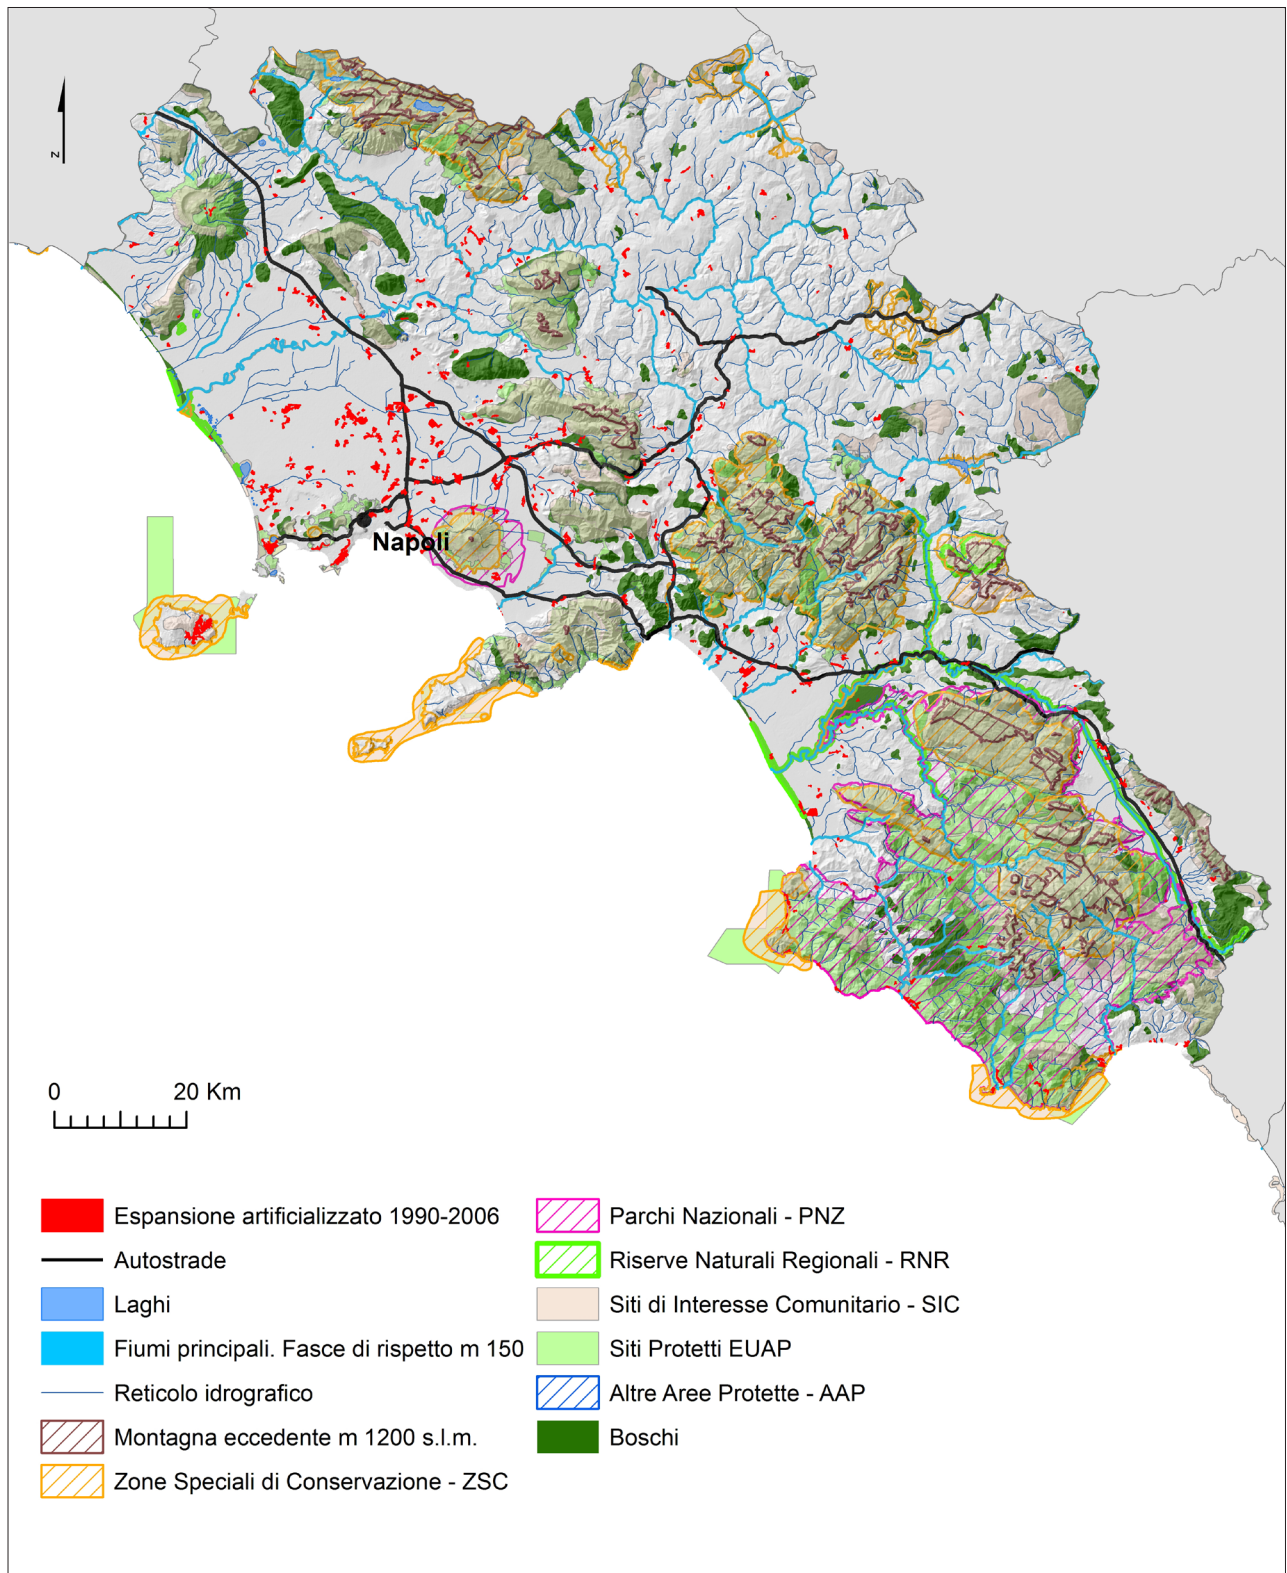 N
Napoli
0 20 Km
Espansione artificializzato 1990-2006
Autostrade
Laghi
Fiumi principali. Fasce di rispetto m 150
Reticolo idrografico
Montagna eccedente m 1200 s.l.m.
Zone Speciali di Conservazione - ZSC
Parchi Nazionali - PNZ
Riserve Naturali Regionali - RNR
Siti di Interesse Comunitario - SIC
Siti Protetti EUAP
Altre Aree Protette - AAP
Boschi